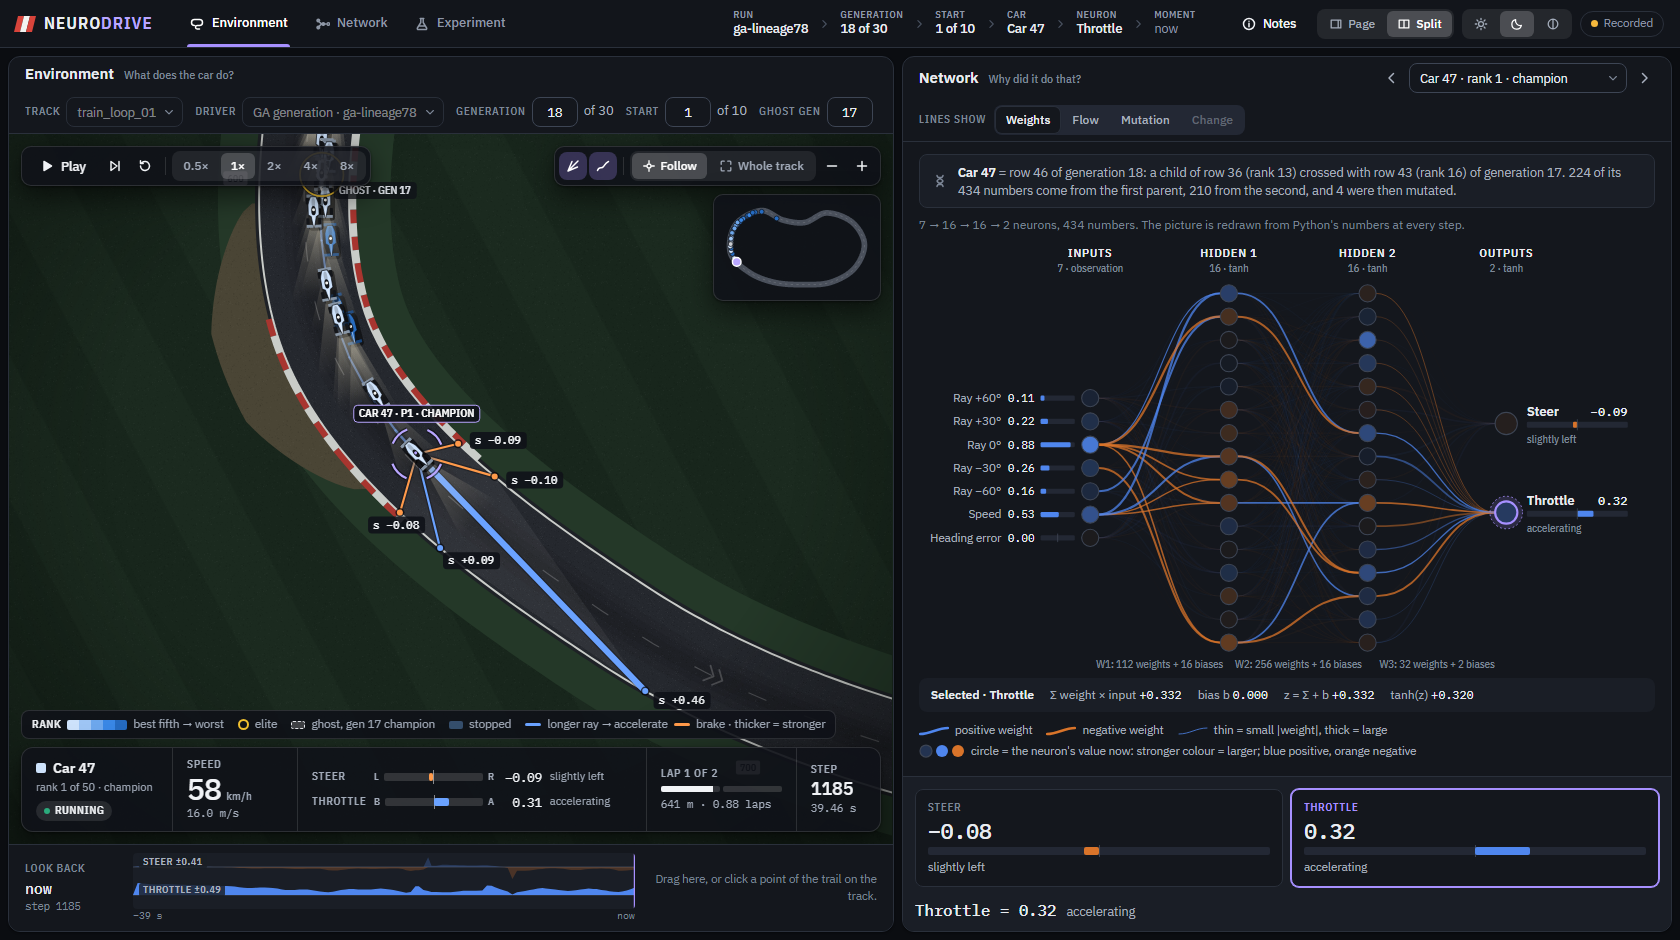 NEURODRIVE
Environment
Network
Experiment
RUN
ga-lineage78
GENERATION
18 of 30
START
1 of 10
CAR
Car 47
NEURON
Throttle
MOMENT
now
Notes
Page
Split
Recorded
Environment What does the car do?
TRACK train_loop_01 DRIVER GA generation · ga-lineage78 GENERATION 18 of 30 START 1 of 10 GHOST GEN 17
Play 0.5× 1× 2× 4× 8×
Follow Whole track
GHOST · GEN 17
CAR 47 · P1 · CHAMPION
s −0.09
s −0.10
s −0.08
s +0.09
s +0.46
RANK best fifth → worst elite ghost, gen 17 champion stopped longer ray → accelerate brake · thicker = stronger
Car 47
rank 1 of 50 · champion
RUNNING
SPEED
58 km/h
16.0 m/s
STEER L R −0.09 slightly left
THROTTLE B A 0.31 accelerating
LAP 1 OF 2
641 m · 0.88 laps
STEP
1185
39.46 s
LOOK BACK
now
step 1185
STEER ±0.41
THROTTLE ±0.49
−39 s
now
Drag here, or click a point of the trail on the
track.
Network Why did it do that?
Car 47 · rank 1 · champion
LINES SHOW Weights Flow Mutation Change
Car 47 = row 46 of generation 18: a child of row 36 (rank 13) crossed with row 43 (rank 16) of generation 17. 224 of its
434 numbers come from the first parent, 210 from the second, and 4 were then mutated.
7 → 16 → 16 → 2 neurons, 434 numbers. The picture is redrawn from Python's numbers at every step.
INPUTS
7 · observation
HIDDEN 1
16 · tanh
HIDDEN 2
16 · tanh
OUTPUTS
2 · tanh
Ray +60° 0.11
Ray +30° 0.22
Ray 0° 0.88
Ray −30° 0.26
Ray −60° 0.16
Speed 0.53
Heading error 0.00
Steer −0.09
slightly left
Throttle 0.32
accelerating
W1: 112 weights + 16 biases
W2: 256 weights + 16 biases
W3: 32 weights + 2 biases
Selected · Throttle Σ weight × input +0.332 bias b 0.000 z = Σ + b +0.332 tanh(z) +0.320
positive weight negative weight thin = small |weight|, thick = large
circle = the neuron's value now: stronger colour = larger; blue positive, orange negative
STEER
−0.08
slightly left
THROTTLE
0.32
accelerating
Throttle = 0.32 accelerating